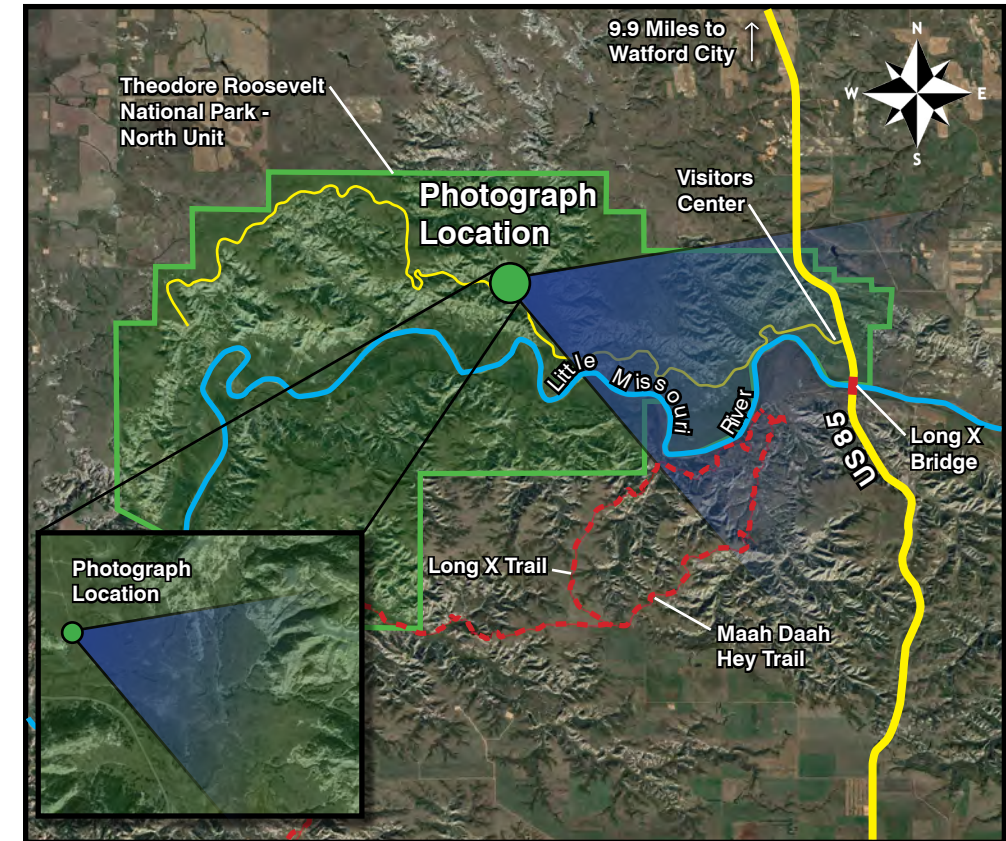 9.9 Miles to
Watford City
N
W
E
S
Theodore Roosevelt
National Park -
North Unit
Visitors
Center
Photograph
Location
Little Missouri River
US 85
Long X
Bridge
Long X Trail
Maah Daah
Hey Trail
Photograph
Location